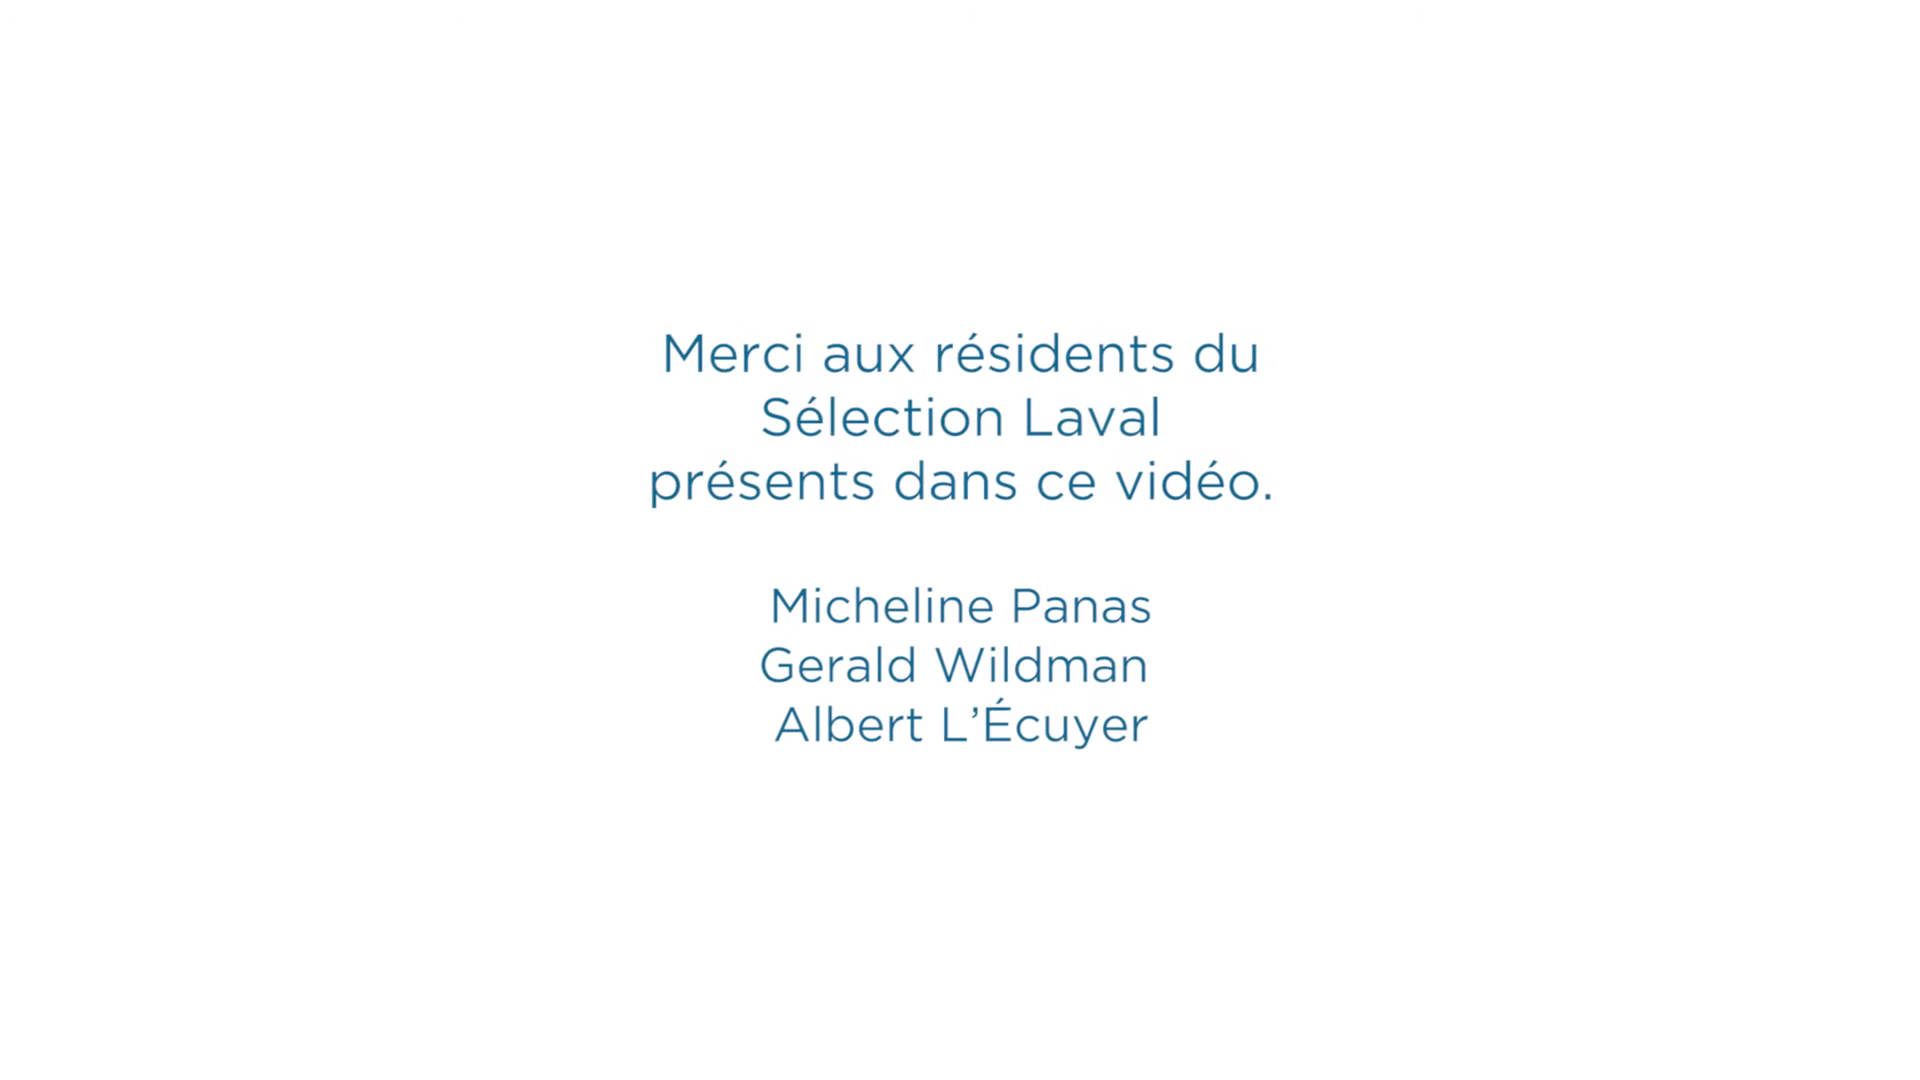 Merci aux résidents du
Sélection Laval
présents dans ce vidéo.
Micheline Panas
Gerald Wildman
Albert L’Écuyer